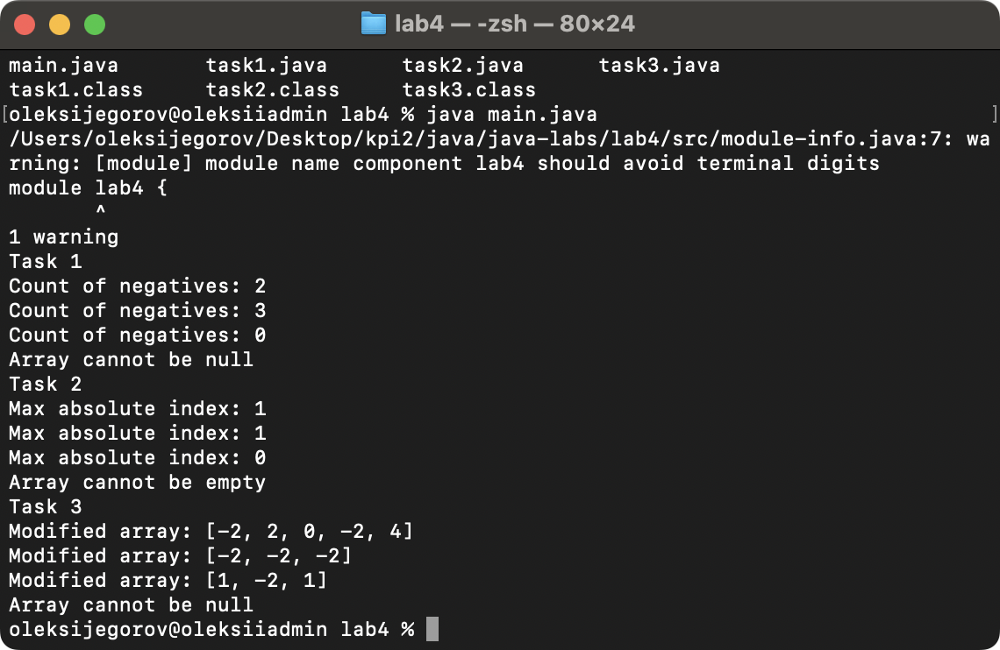 lab4 — -zsh — 80×24
main.java task1.java task2.java task3.java
task1.class task2.class task3.class
[oleksijegorov@oleksiiadmin lab4 % java main.java ]
/Users/oleksijegorov/Desktop/kpi2/java/java-labs/lab4/src/module-info.java:7: wa
rning: [module] module name component lab4 should avoid terminal digits
module lab4 {
^
1 warning
Task 1
Count of negatives: 2
Count of negatives: 3
Count of negatives: 0
Array cannot be null
Task 2
Max absolute index: 1
Max absolute index: 1
Max absolute index: 0
Array cannot be empty
Task 3
Modified array: [-2, 2, 0, -2, 4]
Modified array: [-2, -2, -2]
Modified array: [1, -2, 1]
Array cannot be null
oleksijegorov@oleksiiadmin lab4 %